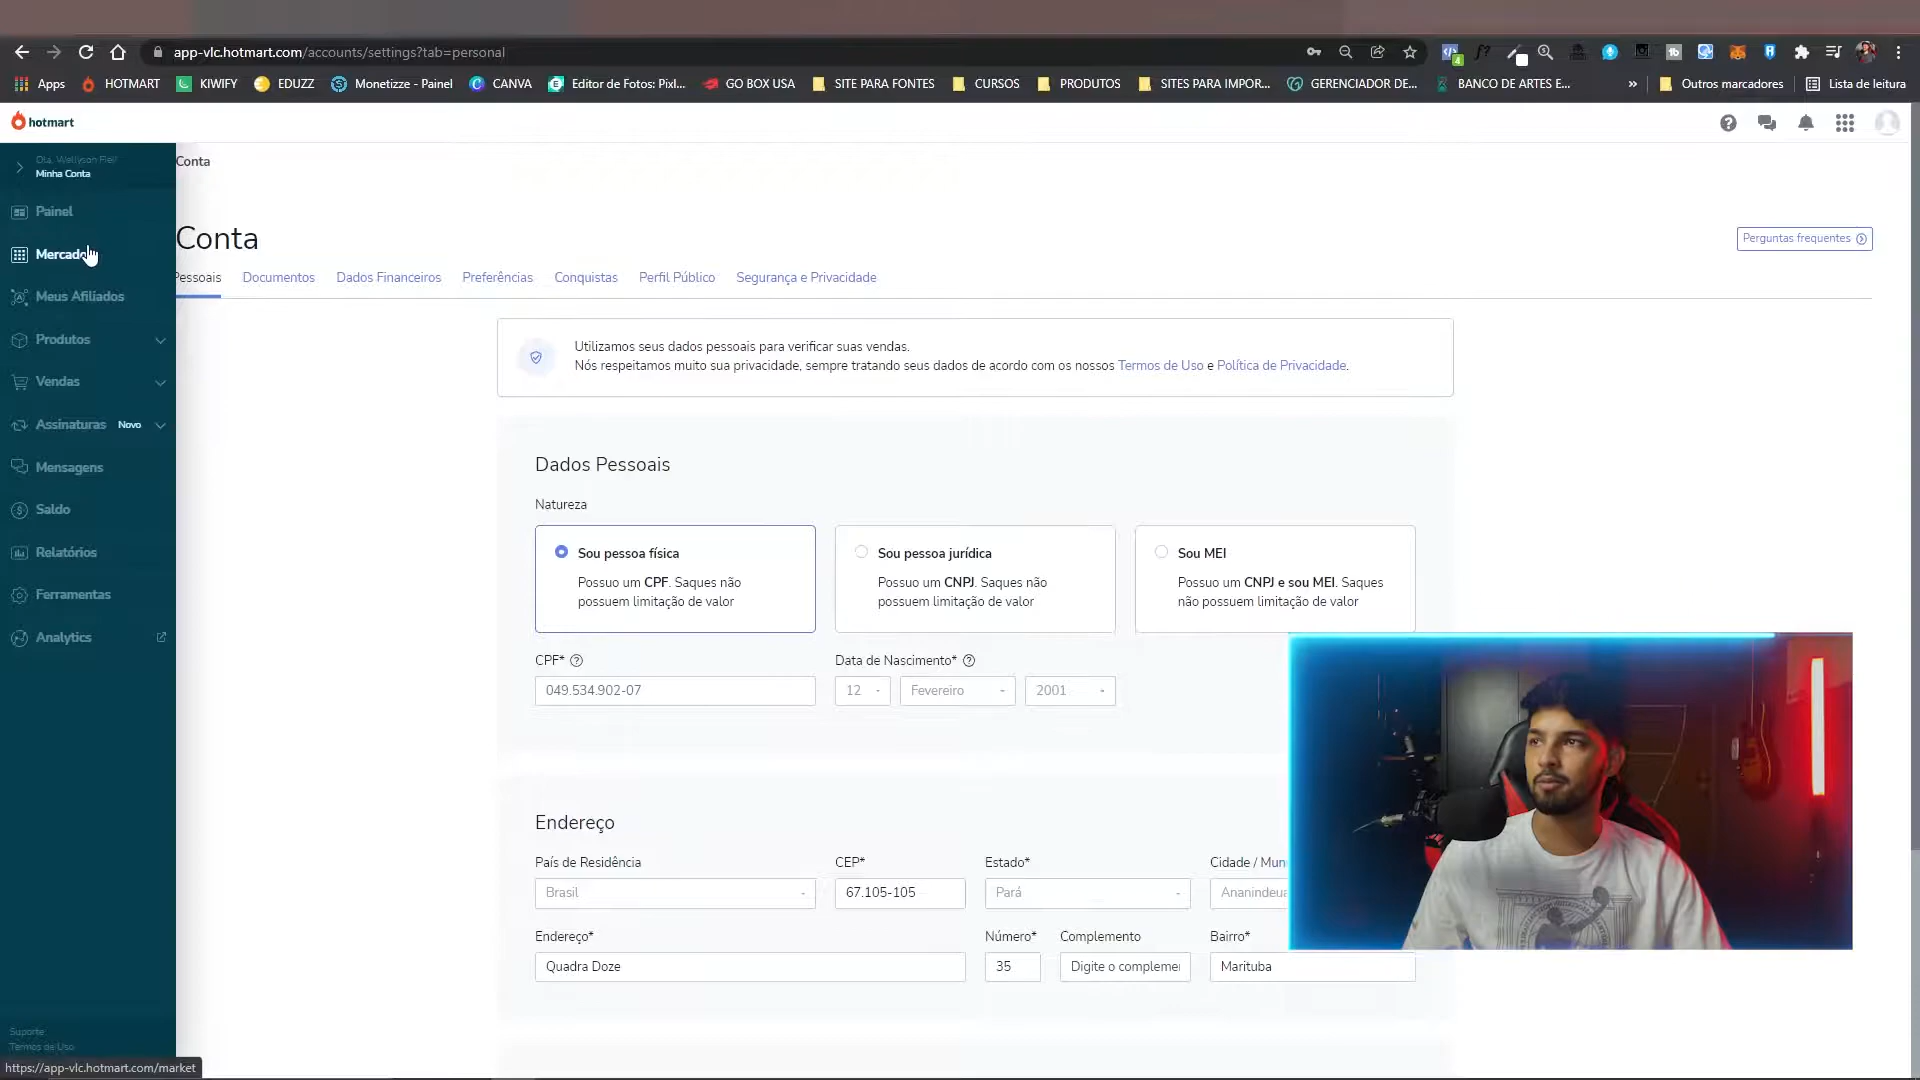 app-vlc.hotmart.com/accounts/settings?tab=personal
Apps HOTMART KIWIFY EDUZZ Monetizze - Painel CANVA Editor de Fotos: Pixl... GO BOX USA SITE PARA FONTES CURSOS PRODUTOS SITES PARA IMPOR... GERENCIADOR DE... BANCO DE ARTES E... » Outros marcadores Lista de leitura
hotmart
Minha Conta
Painel
Mercado
Meus Afiliados
Produtos
Vendas
Assinaturas Novo
Mensagens
Saldo
Relatórios
Ferramentas
Analytics
Suporte
Termos de Uso
https://app-vlc.hotmart.com/market
Conta
Conta
Perguntas frequentes
Pessoais Documentos Dados Financeiros Preferências Conquistas Perfil Público Segurança e Privacidade
Utilizamos seus dados pessoais para verificar suas vendas.
Nós respeitamos muito sua privacidade, sempre tratando seus dados de acordo com os nossos Termos de Uso e Política de Privacidade.
Dados Pessoais
Natureza
Sou pessoa física
Possuo um CPF. Saques não
possuem limitação de valor
Sou pessoa jurídica
Possuo um CNPJ. Saques não
possuem limitação de valor
Sou MEI
Possuo um CNPJ e sou MEI. Saques
não possuem limitação de valor
CPF* Data de Nascimento*
049.534.902-07 12 Fevereiro 2001
Endereço
País de Residência CEP* Estado* Cidade / Mun
Brasil 67.105-105 Pará Ananindeua
Endereço* Número* Complemento Bairro*
Quadra Doze 35 Digite o compleme Marituba